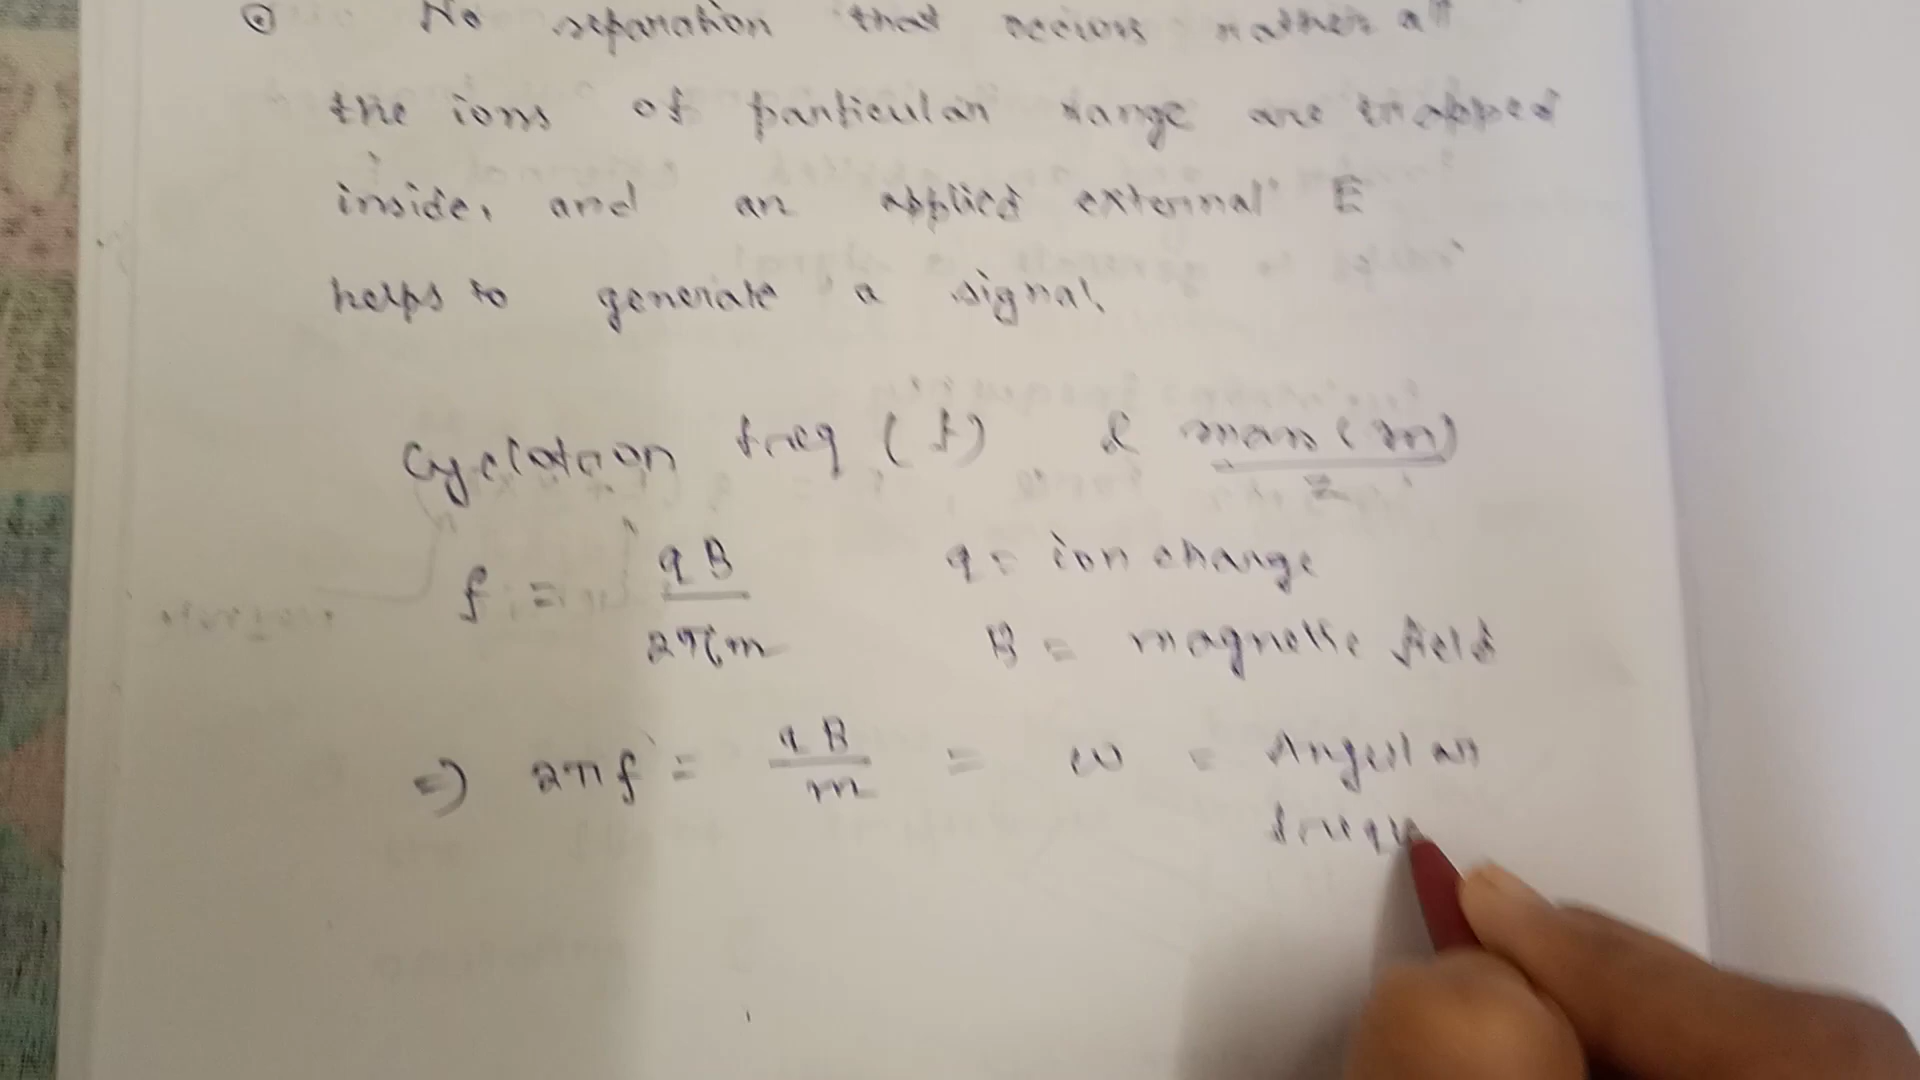 ⊙ No separation that occurs rather all
the ions of particular range are trapped
inside, and an applied external E
helps to generate a signal.
Cyclotron freq (f) & mass (m) / z
f = qB / 2πm q = ion charge
B = magnetic field
=> 2πf = qB / m = ω = Angular
frequ